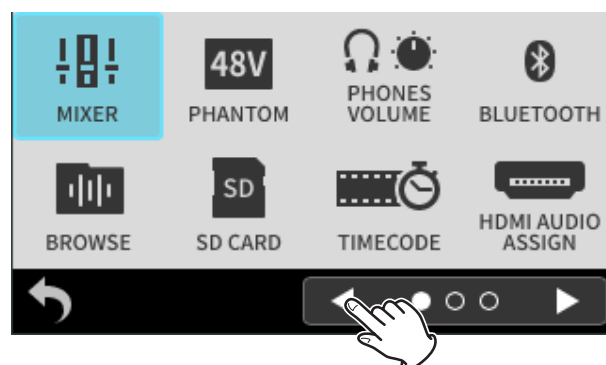 48V
MIXER
PHANTOM
PHONES
VOLUME
BLUETOOTH
SD
BROWSE
SD CARD
TIMECODE
HDMI AUDIO
ASSIGN